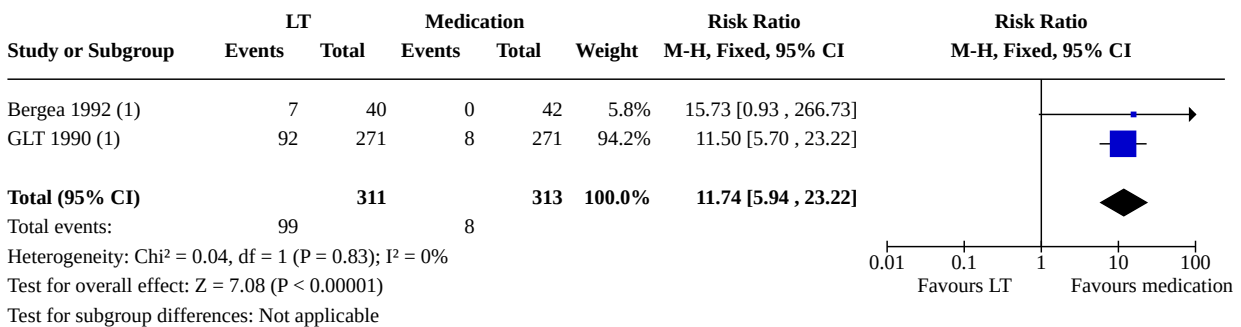 LT Medication Risk Ratio Risk Ratio
Study or Subgroup Events Total Events Total Weight M-H, Fixed, 95% CI M-H, Fixed, 95% CI
Bergea 1992 (1) 7 40 0 42 5.8% 15.73 [0.93 , 266.73]
GLT 1990 (1) 92 271 8 271 94.2% 11.50 [5.70 , 23.22]
Total (95% CI) 311 313 100.0% 11.74 [5.94 , 23.22]
Total events: 99 8
Heterogeneity: Chi² = 0.04, df = 1 (P = 0.83); I² = 0%
0.01 0.1 1 10 100
Test for overall effect: Z = 7.08 (P < 0.00001)
Favours LT Favours medication
Test for subgroup differences: Not applicable